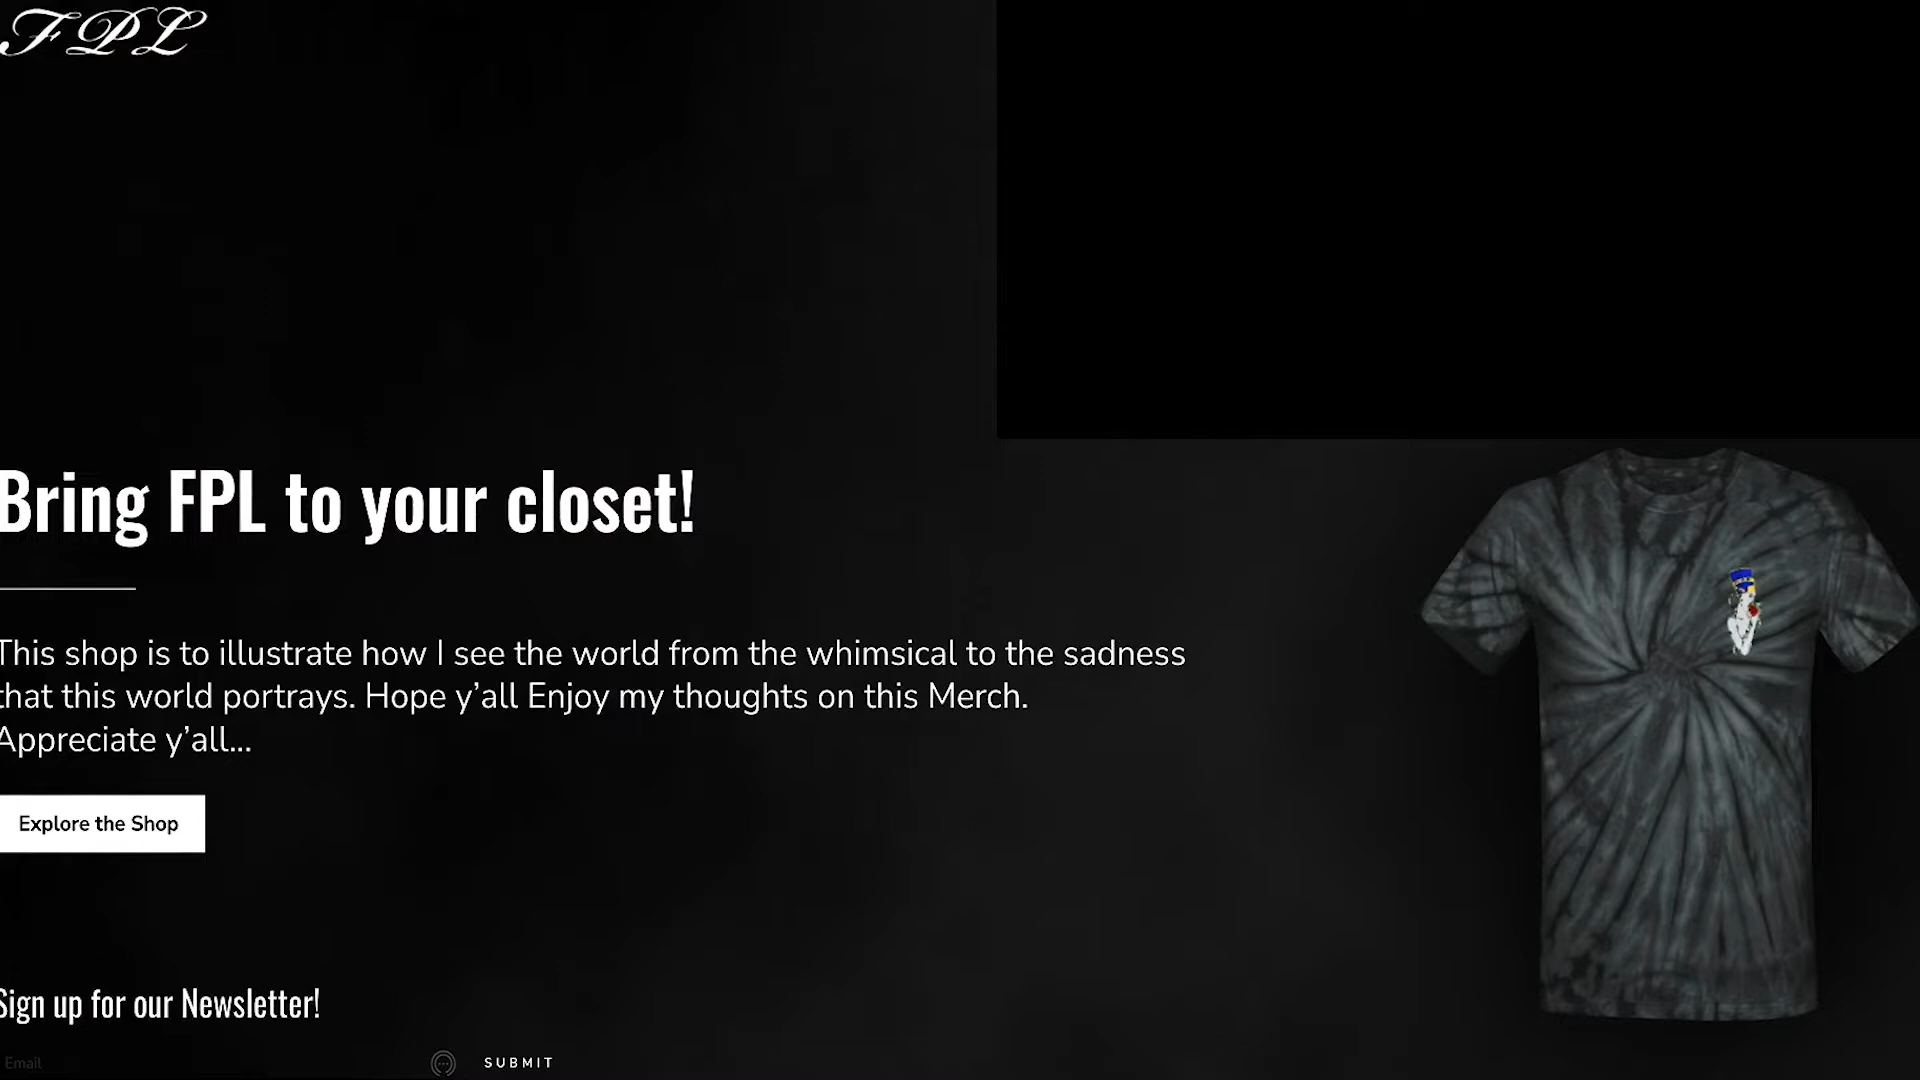 FPL
Bring FPL to your closet!
This shop is to illustrate how I see the world from the whimsical to the sadness
that this world portrays. Hope y’all Enjoy my thoughts on this Merch.
Appreciate y’all...
Explore the Shop
Sign up for our Newsletter!
Email
SUBMIT